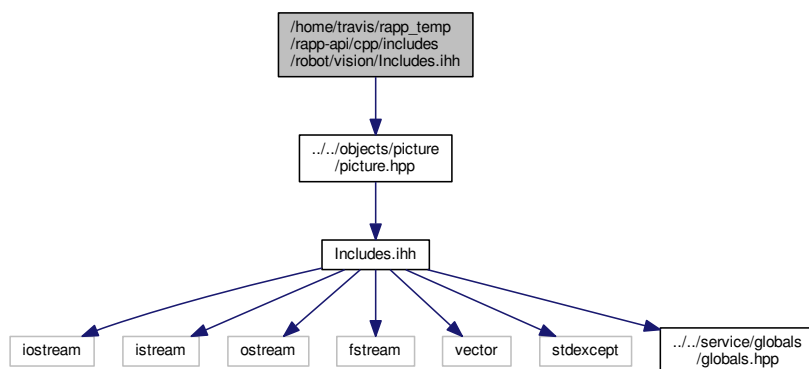 /home/travis/rapp_temp
/rapp-api/cpp/includes
/robot/vision/Includes.ihh
../../objects/picture
/picture.hpp
Includes.ihh
iostream
istream
ostream
fstream
vector
stdexcept
../../service/globals
/globals.hpp